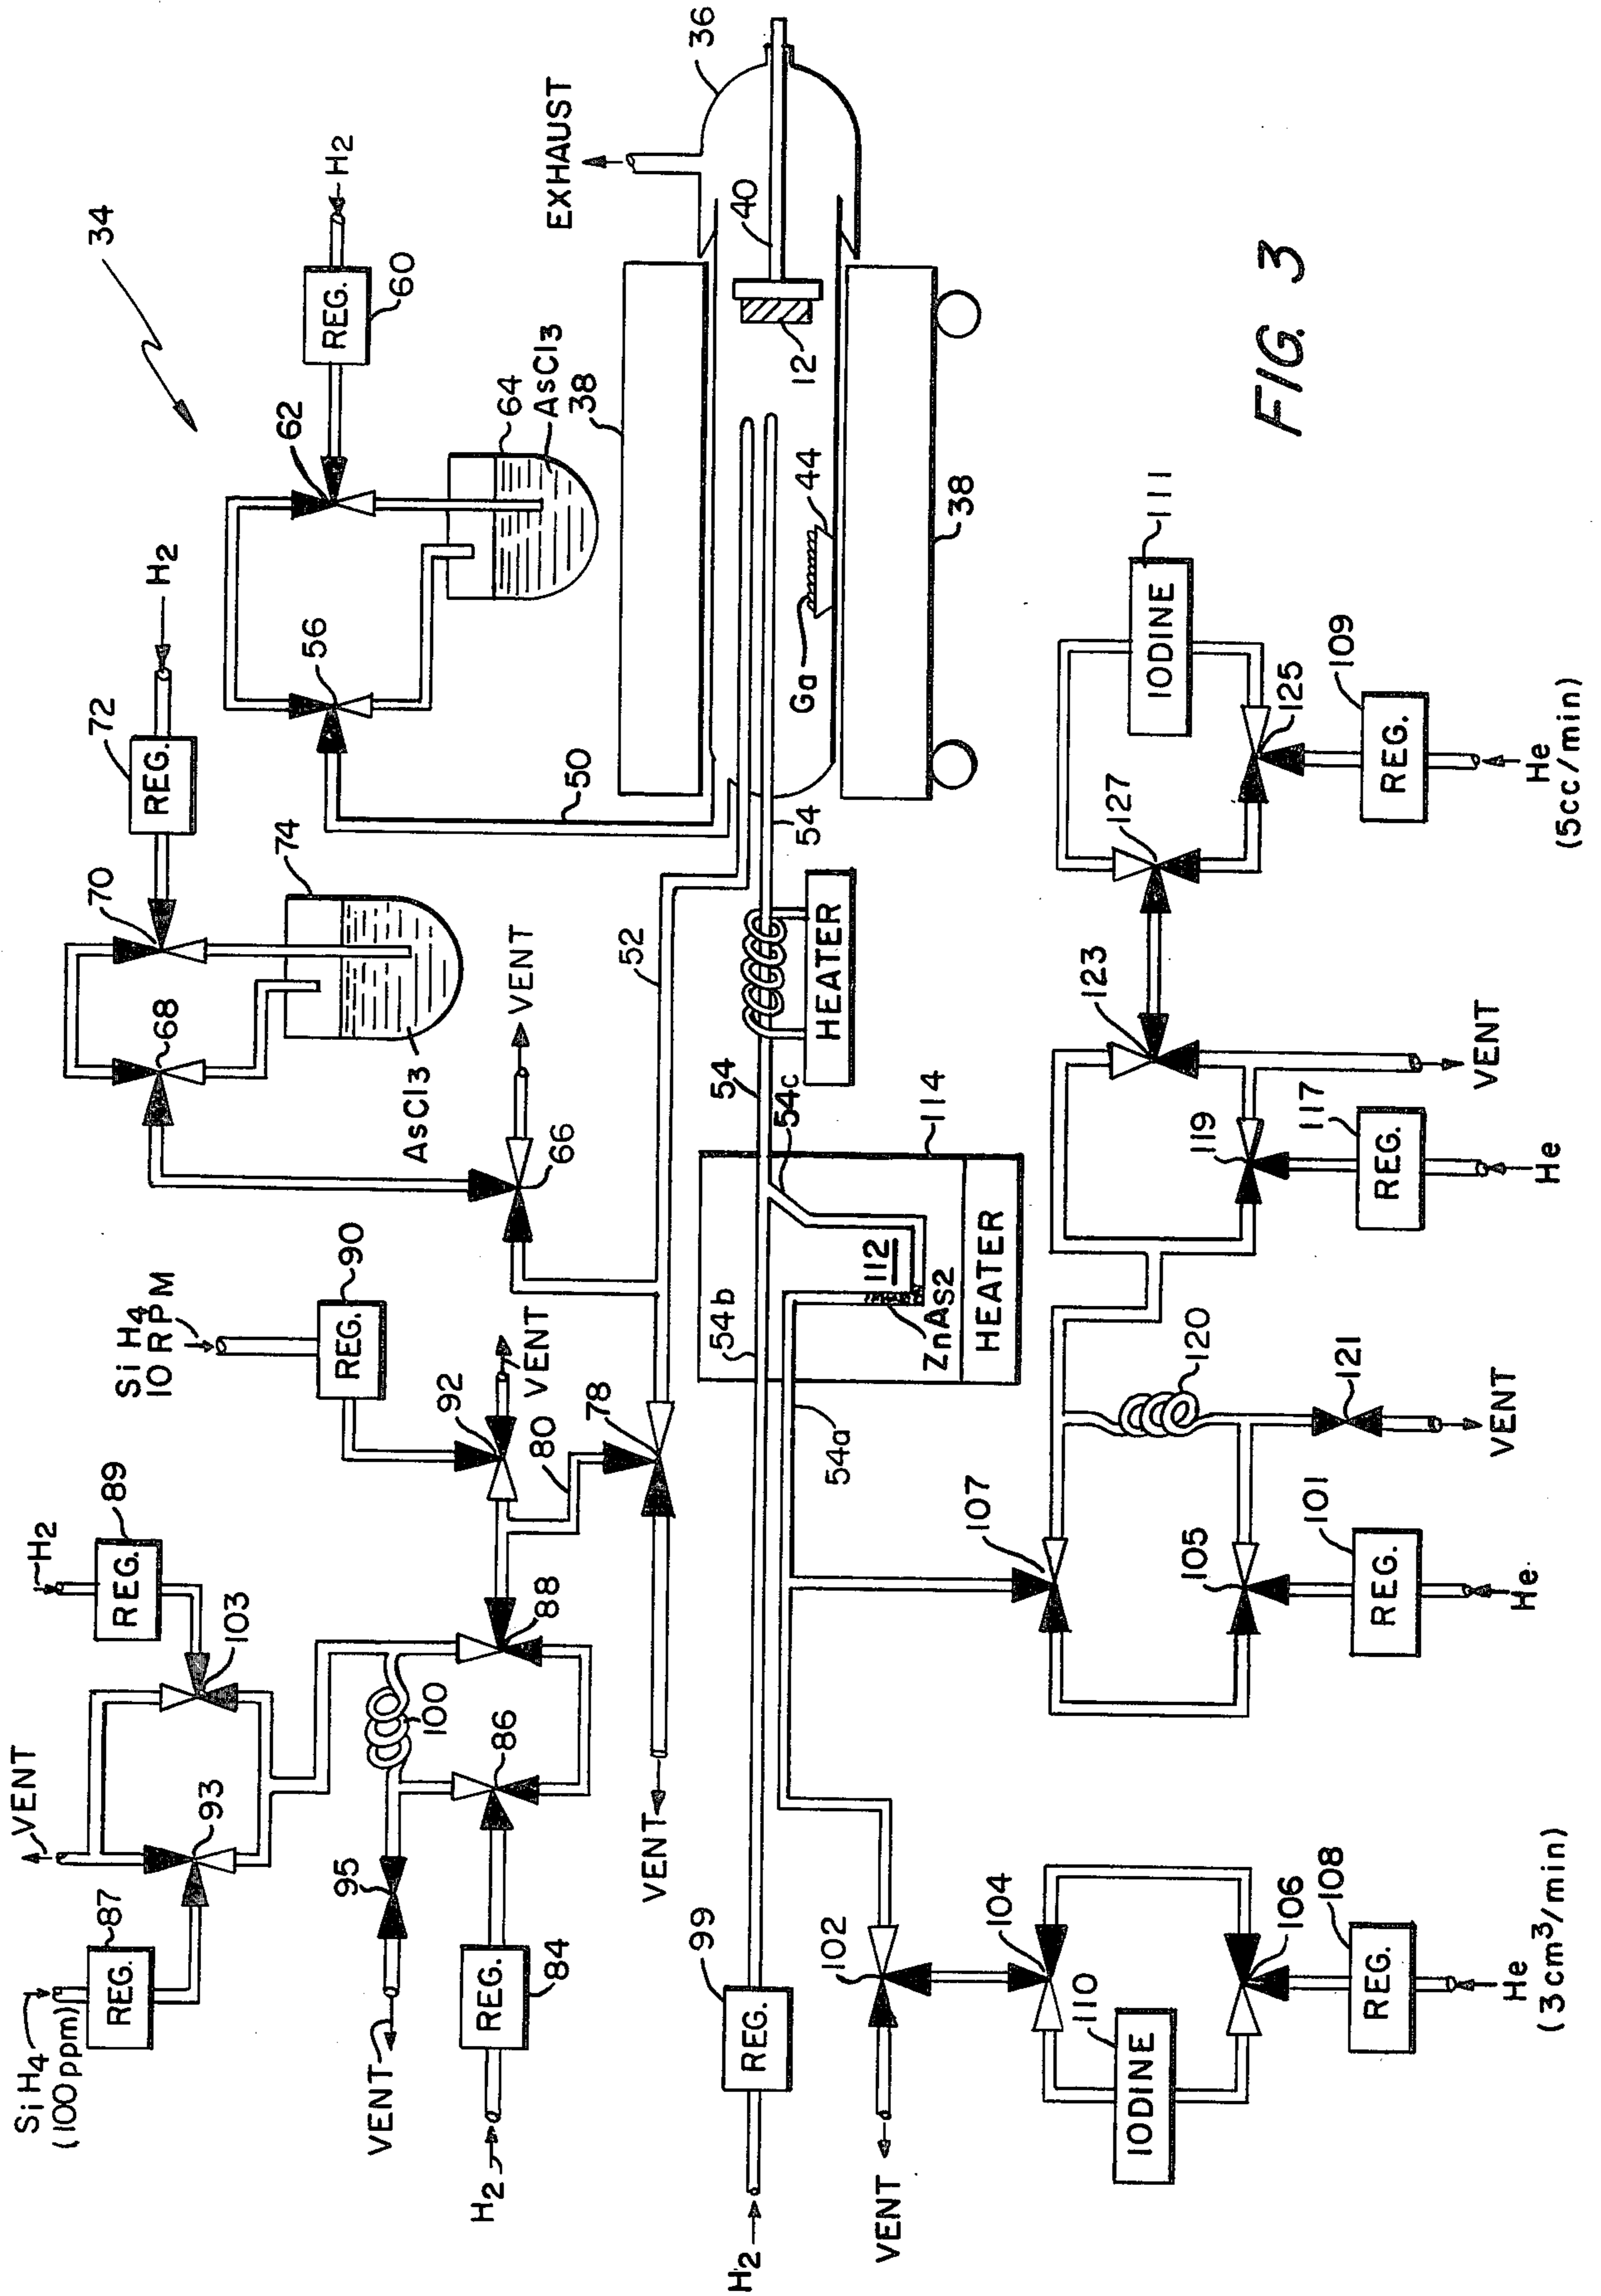 FIG. 3
34
SiH4
(100ppm)
87
REG.
VENT
93
103
H2
89
REG.
SiH4
10RPM
90
REG.
70
68
72
REG.
H2
74
AsCl3
H2
REG.
60
62
56
64
AsCl3
VENT
95
100
88
86
H2
REG.
84
92
VENT
80
78
VENT
66
VENT
52
50
38
EXHAUST
36
40
12
44
Ga
38
H2
REG.
99
54b
54
54c
54
HEATER
114
112
ZnAs2
HEATER
54a
VENT
102
104
110
IODINE
106
108
REG.
He
(3cm3/min)
107
105
101
REG.
He
120
121
VENT
123
119
117
REG.
He
VENT
127
125
IODINE
111
109
REG.
He
(5cc/min)